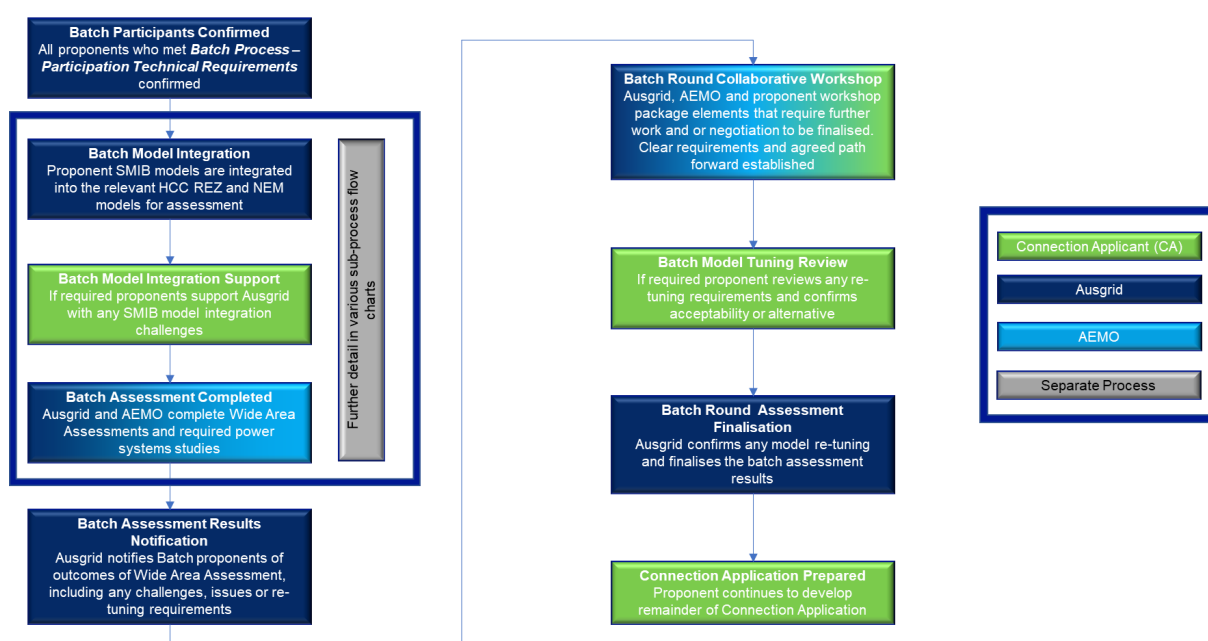 Batch Participants Confirmed
All proponents who met Batch Process –
Participation Technical Requirements
confirmed
Batch Model Integration
Proponent SMIB models are integrated
into the relevant HCC REZ and NEM
models for assessment
Batch Model Integration Support
If required proponents support Ausgrid
with any SMIB model integration
challenges
Batch Assessment Completed
Ausgrid and AEMO complete Wide Area
Assessments and required power
systems studies
Further detail in various sub-process flow
charts
Batch Assessment Results
Notification
Ausgrid notifies Batch proponents of
outcomes of Wide Area Assessment,
including any challenges, issues or re-
tuning requirements
Batch Round Collaborative Workshop
Ausgrid, AEMO and proponent workshop
package elements that require further
work and or negotiation to be finalised.
Clear requirements and agreed path
forward established
Batch Model Tuning Review
If required proponent reviews any re-
tuning requirements and confirms
acceptability or alternative
Batch Round Assessment
Finalisation
Ausgrid confirms any model re-tuning
and finalises the batch assessment
results
Connection Application Prepared
Proponent continues to develop
remainder of Connection Application
Connection Applicant (CA)
Ausgrid
AEMO
Separate Process